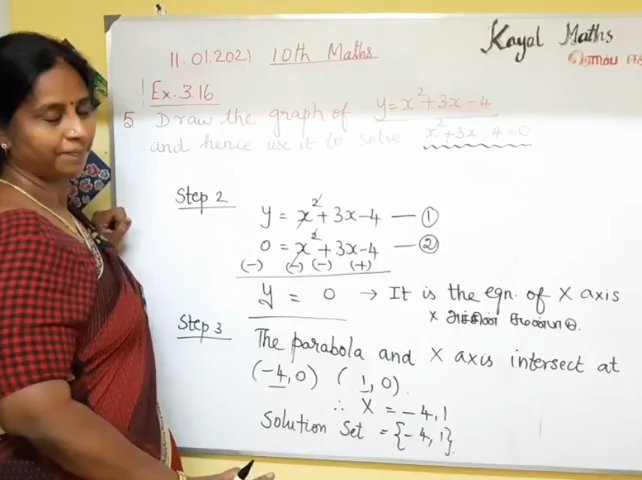 Kayal Maths
11.01.2021 10th Maths
Ex.3.16
5. Draw the graph of y = x² + 3x - 4
and hence use it to solve x² + 3x 4 = 0
Step 2
y = x² + 3x - 4 — ①
0 = x² + 3x - 4 — ②
(-) (-) (-) (+)
y = 0 → It is the eqn. of X axis
X அச்சின் சமன்பாடு.
Step 3
The parabola and X axis intersect at
(-4, 0) (1, 0).
∴ X = -4, 1
Solution Set = {-4, 1}.